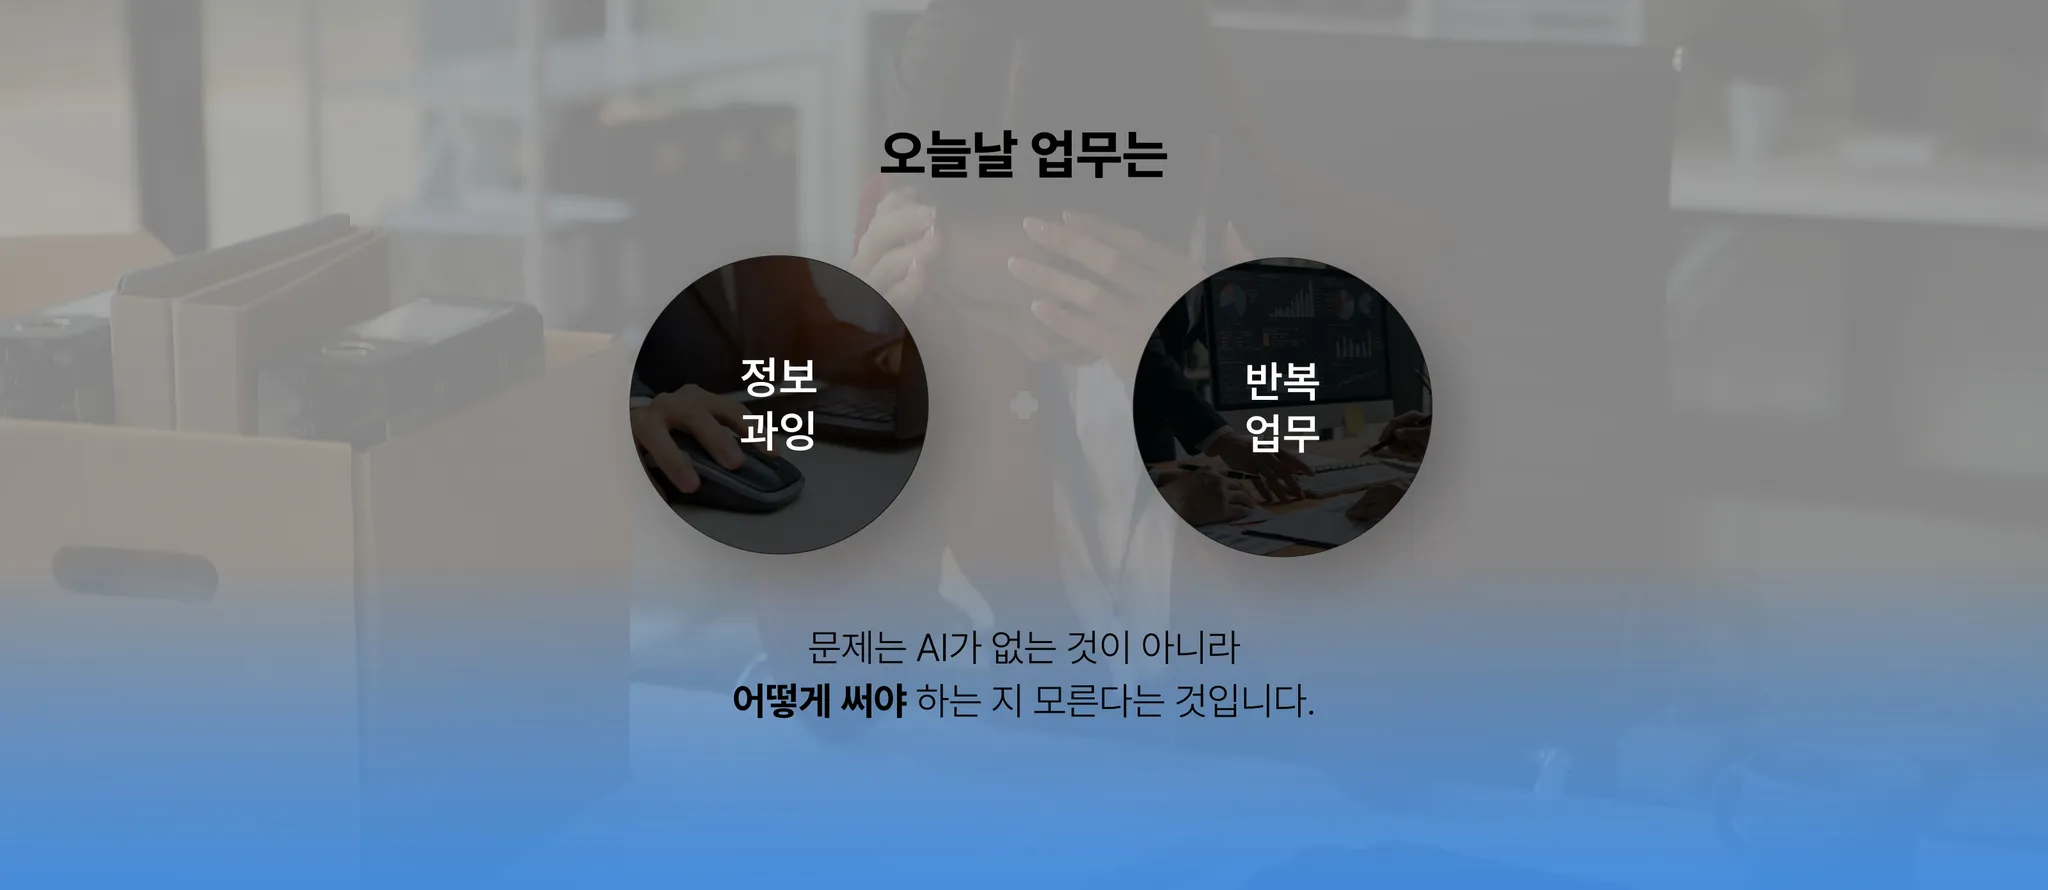 오늘날 업무는
정보
과잉
반복
업무
문제는 AI가 없는 것이 아니라
어떻게 써야 하는 지 모른다는 것입니다.